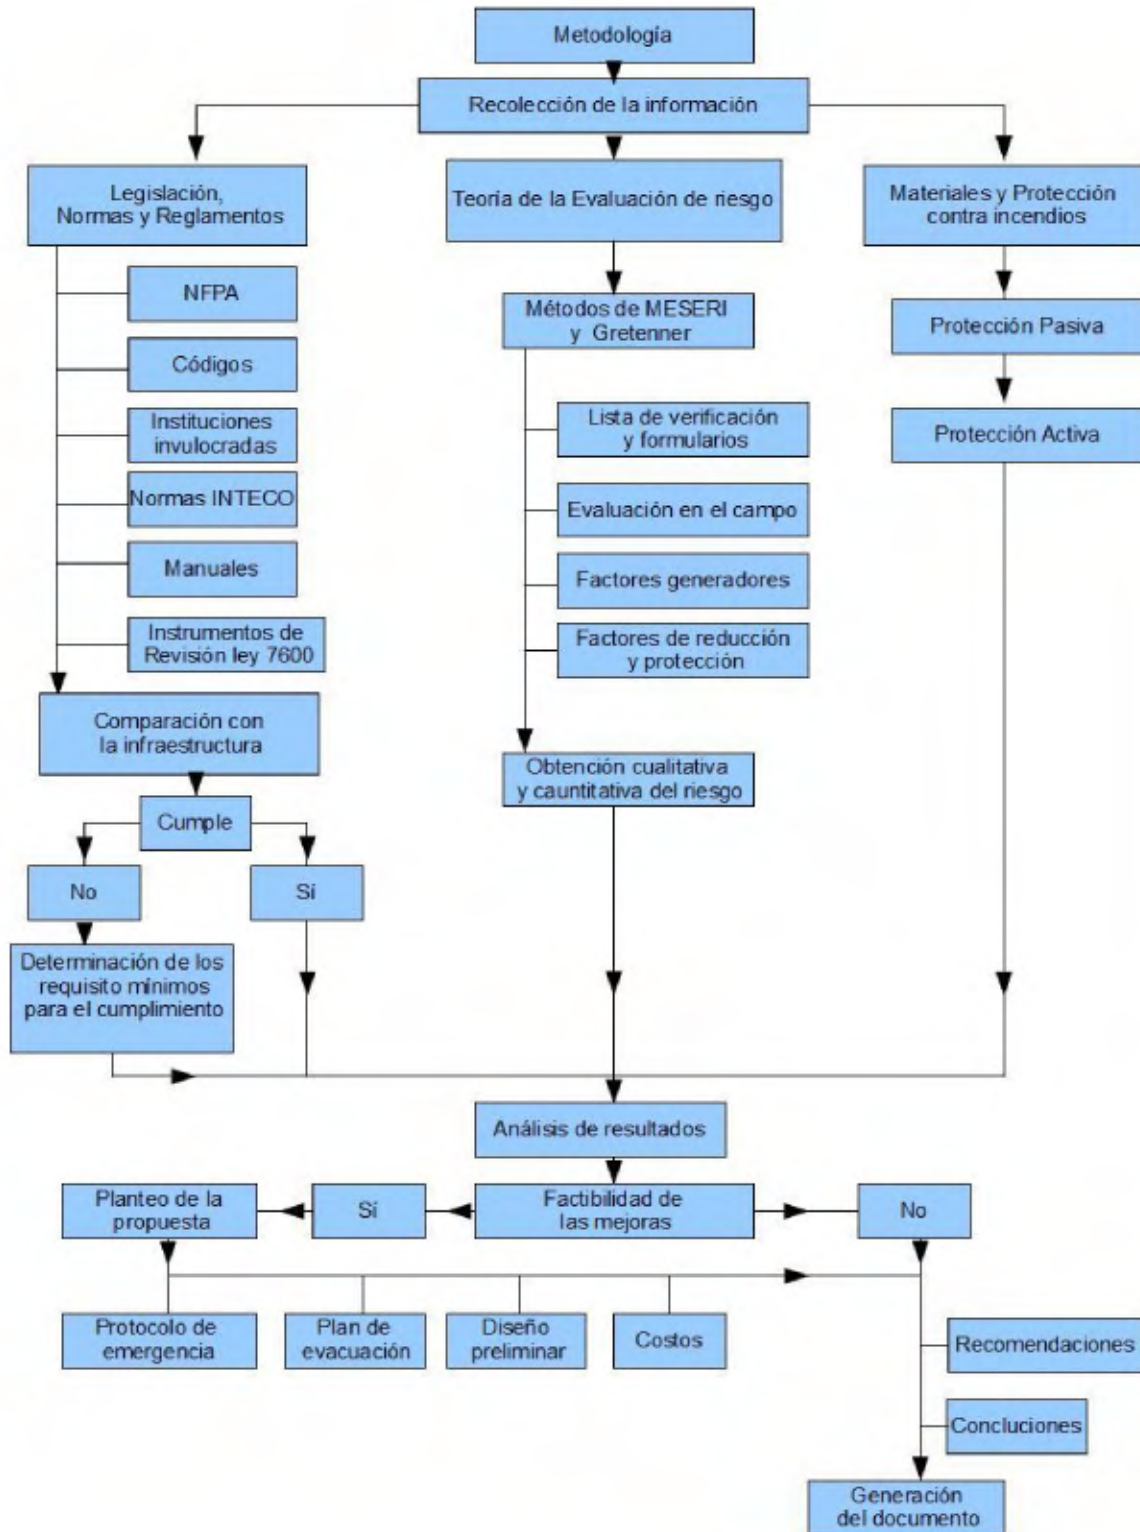 Metodología
Recolección de la información
Legislación,
Normas y Reglamentos
NFPA
Códigos
Instituciones
invulocradas
Normas INTECO
Manuales
Instrumentos de
Revisión ley 7600
Comparación con
la infraestructura
Cumple
No
Sí
Determinación de los
requisito mínimos
para el cumplimiento
Teoría de la Evaluación de riesgo
Métodos de MESERI
y Gretenner
Lista de verificación
y formularios
Evaluación en el campo
Factores generadores
Factores de reducción
y protección
Obtención cualitativa
y cauntitativa del riesgo
Materiales y Protección
contra incendios
Protección Pasiva
Protección Activa
Análisis de resultados
Factibilidad de
las mejoras
Sí
Planteo de la
propuesta
No
Protocolo de
emergencia
Plan de
evacuación
Diseño
preliminar
Costos
Recomendaciones
Concluciones
Generación
del documento